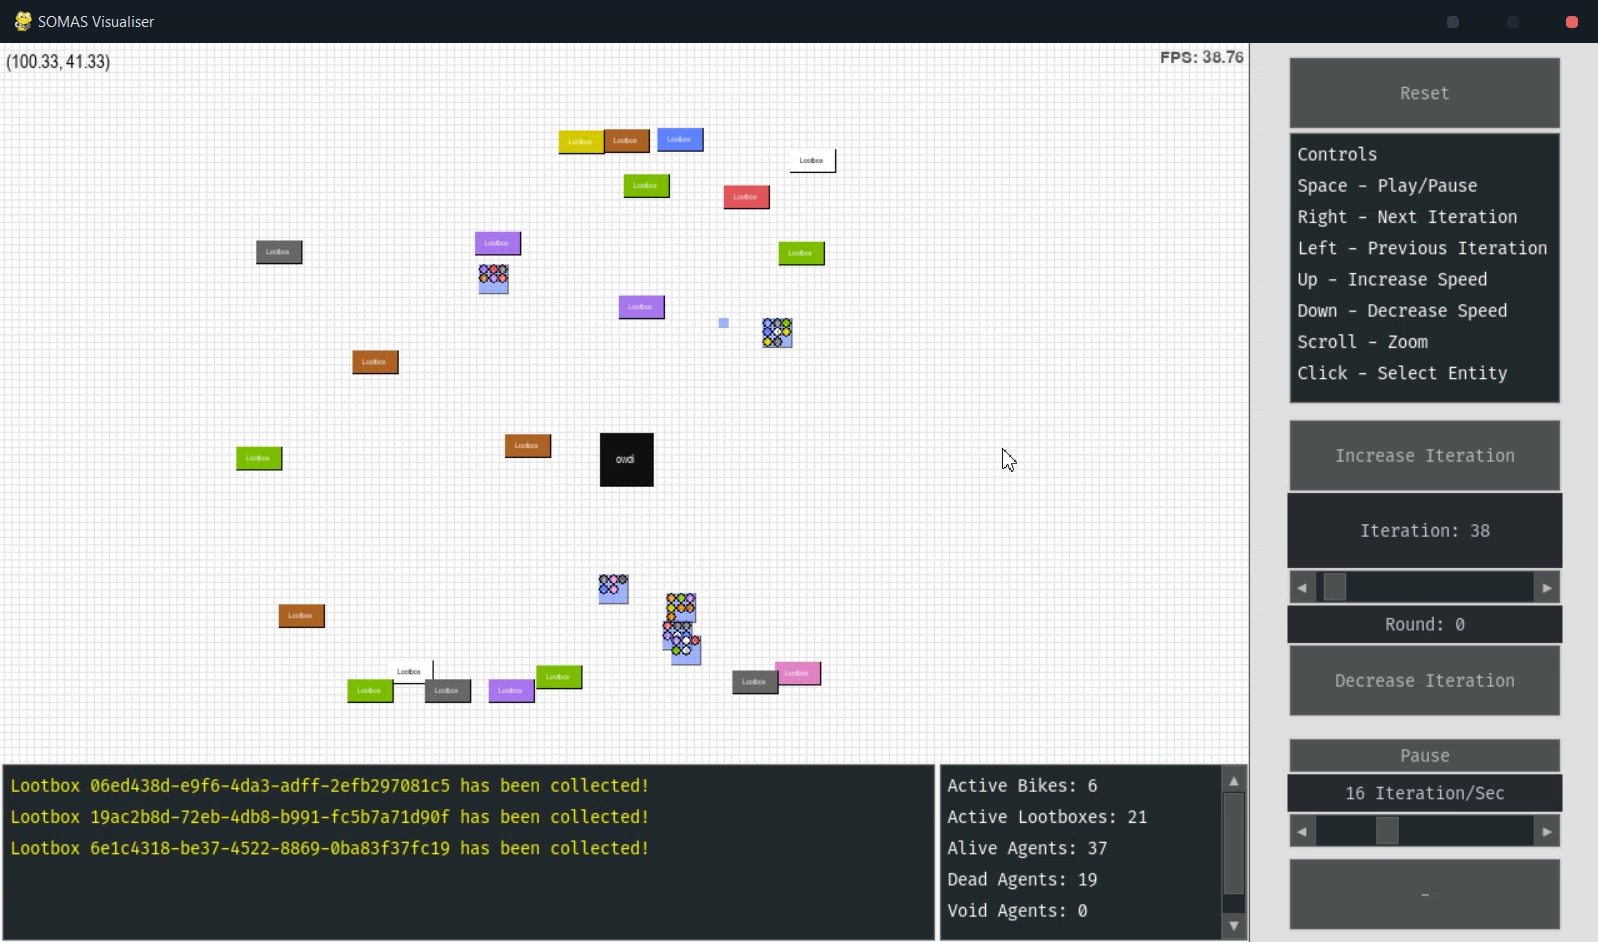 SOMAS Visualiser
(100.33, 41.33)
FPS: 38.76
Lootbox
Lootbox
Lootbox
Lootbox
Lootbox
Lootbox
Lootbox
Lootbox
Lootbox
Lootbox
Lootbox
Lootbox
Lootbox
Lootbox
owdi
Lootbox
Lootbox
Lootbox
Lootbox
Lootbox
Lootbox
Lootbox
Lootbox
Reset
Controls
Space - Play/Pause
Right - Next Iteration
Left - Previous Iteration
Up - Increase Speed
Down - Decrease Speed
Scroll - Zoom
Click - Select Entity
Increase Iteration
Iteration: 38
Round: 0
Decrease Iteration
Pause
16 Iteration/Sec
-
Lootbox 06ed438d-e9f6-4da3-adff-2efb297081c5 has been collected!
Lootbox 19ac2b8d-72eb-4db8-b991-fc5b7a71d90f has been collected!
Lootbox 6e1c4318-be37-4522-8869-0ba83f37fc19 has been collected!
Active Bikes: 6
Active Lootboxes: 21
Alive Agents: 37
Dead Agents: 19
Void Agents: 0